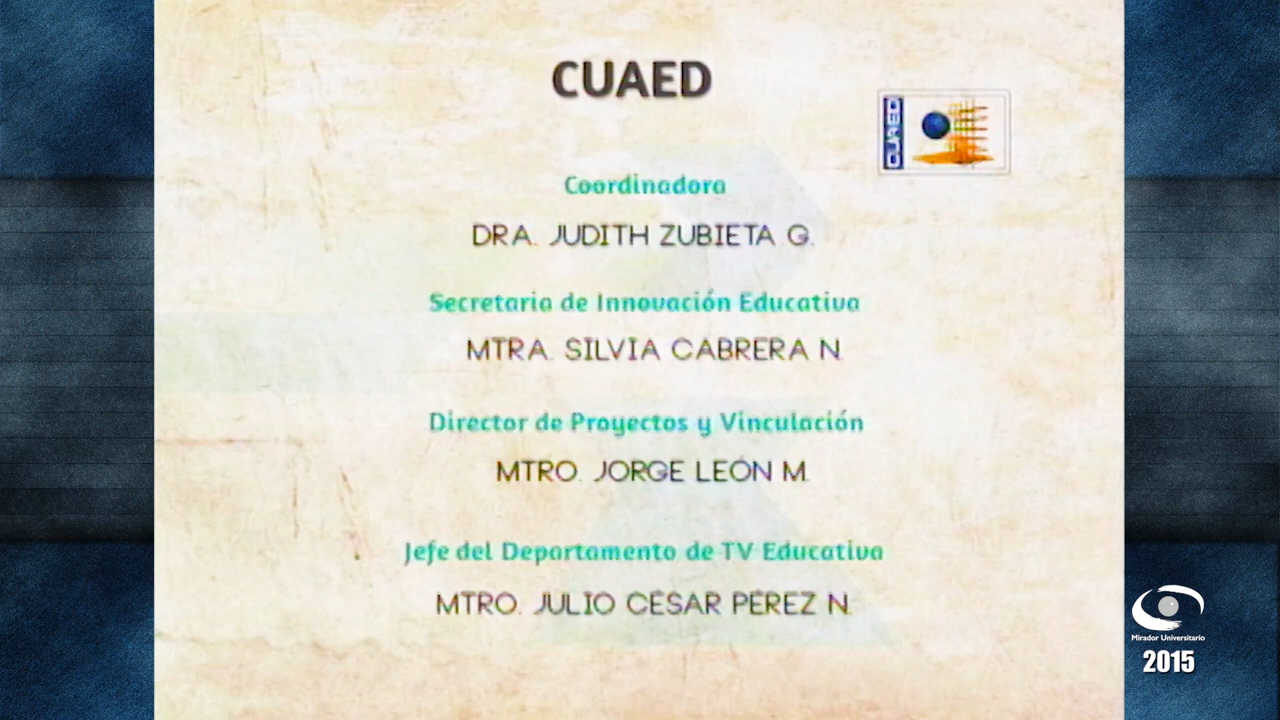 CUAED
CUAED
Coordinadora
DRA. JUDITH ZUBIETA G.
Secretaria de Innovación Educativa
MTRA. SILVIA CABRERA N.
Director de Proyectos y Vinculación
MTRO. JORGE LEÓN M.
Jefe del Departamento de TV Educativa
MTRO. JULIO CÉSAR PÉREZ N.
Mirador Universitario
2015